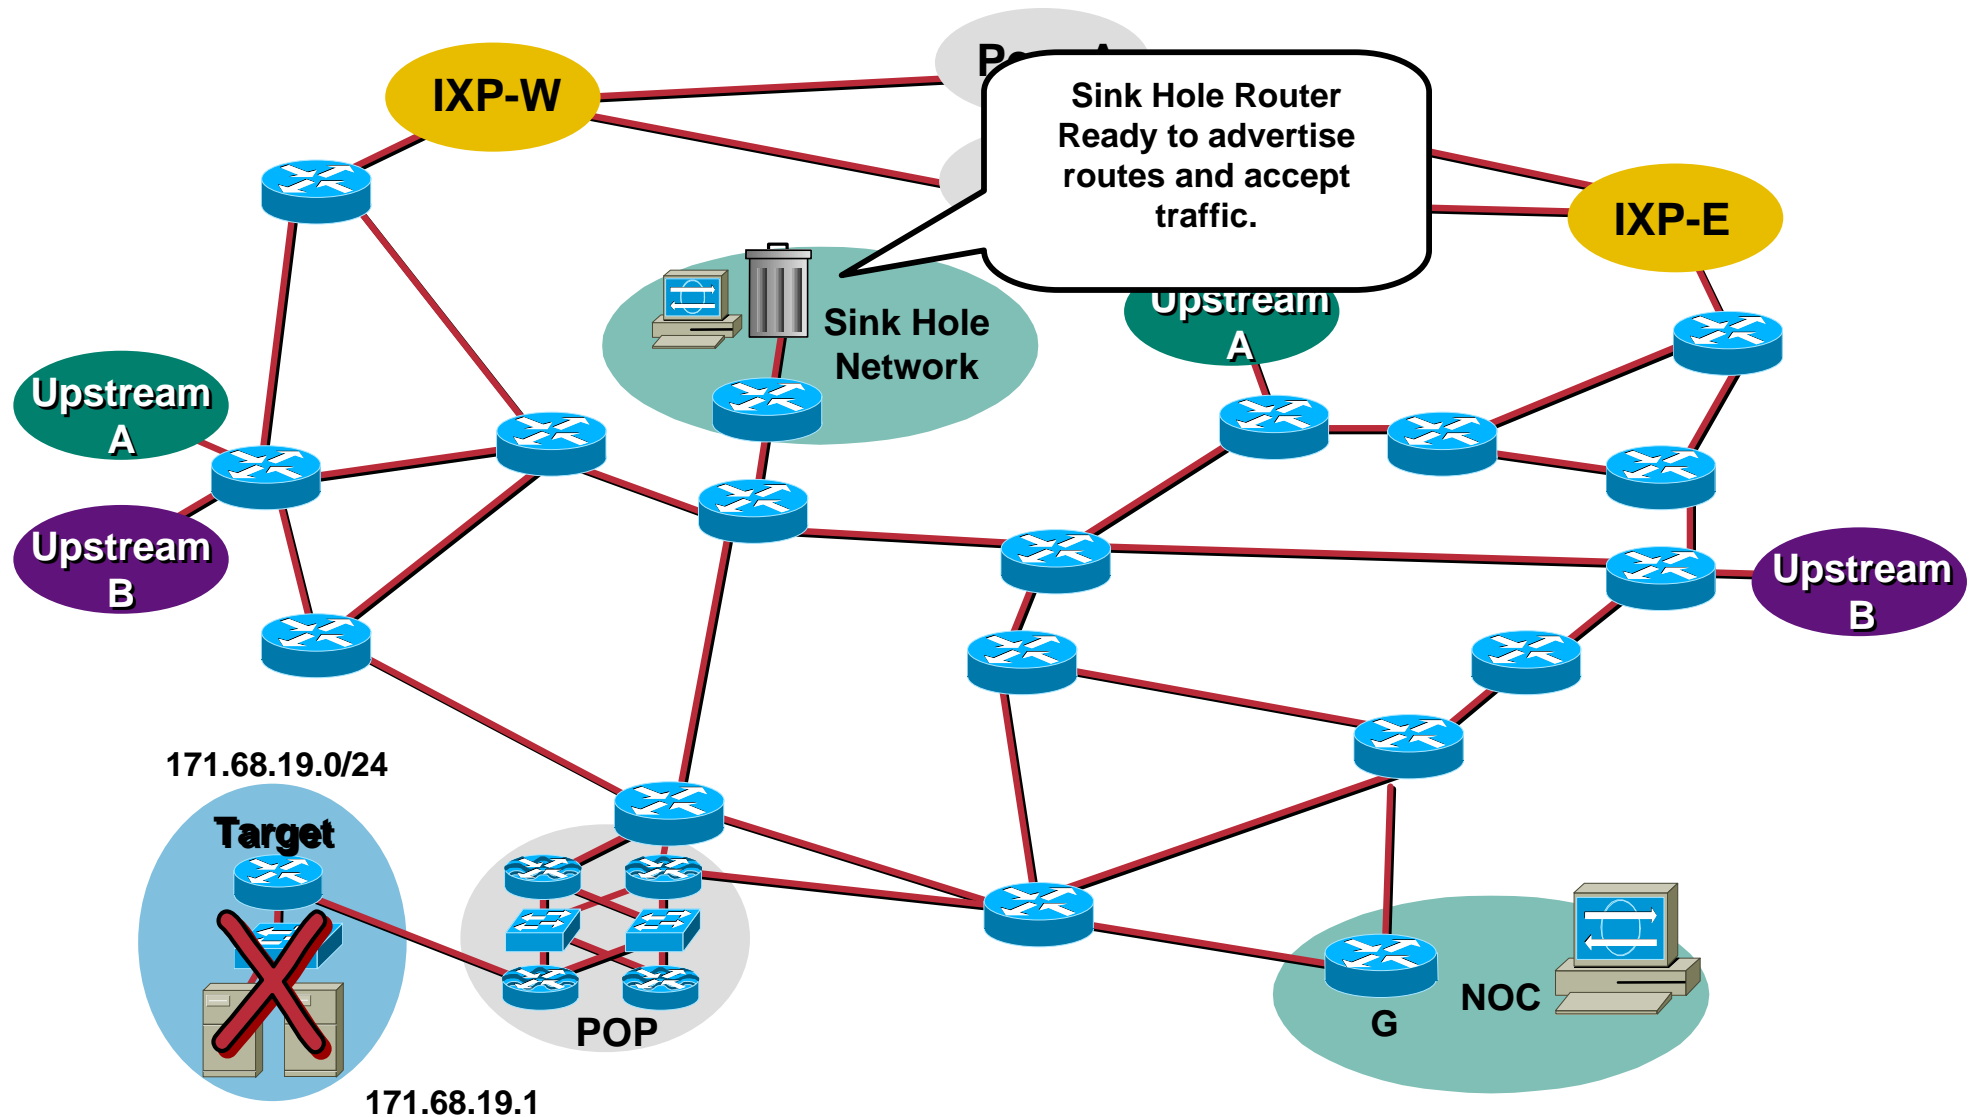 IXP-W
Sink Hole Router
Ready to advertise
routes and accept
traffic.
IXP-E
Sink Hole
Network
Upstream
A
Upstream
A
Upstream
B
Upstream
B
171.68.19.0/24
Target
POP
NOC
G
171.68.19.1